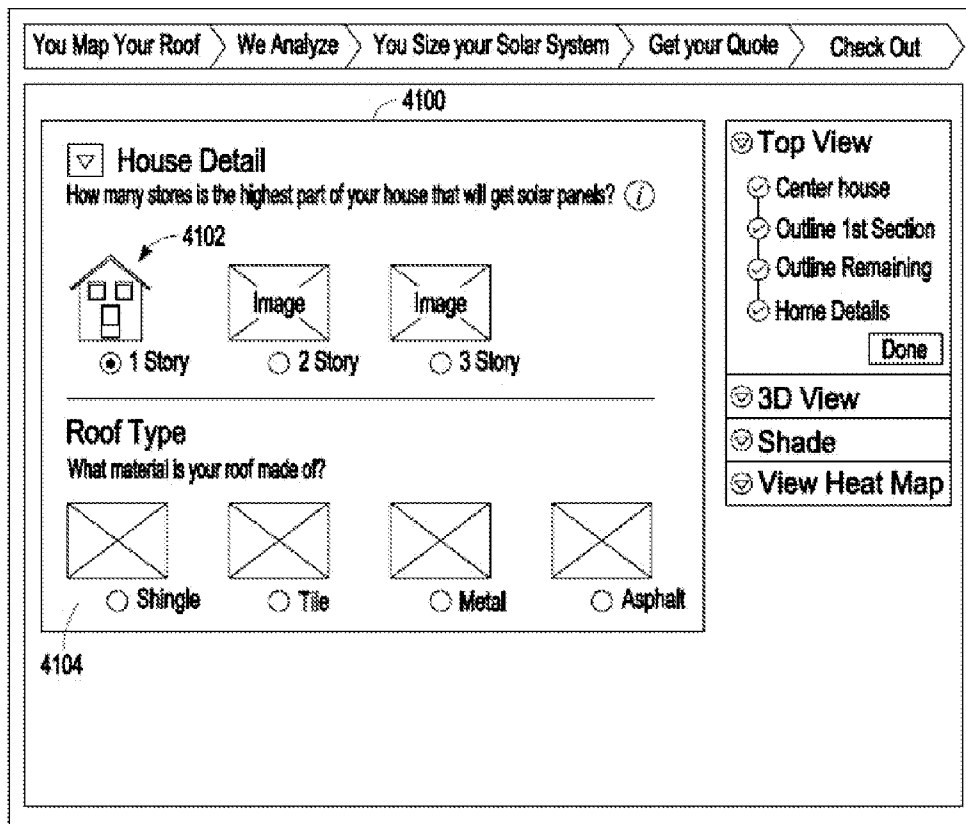 You Map Your Roof We Analyze You Size your Solar System Get your Quote Check Out
4100
House Detail
How many stores is the highest part of your house that will get solar panels? i
4102
Image Image
1 Story 2 Story 3 Story
Roof Type
What material is your roof made of?
Shingle Tile Metal Asphalt
4104
Top View
Center house
Outline 1st Section
Outline Remaining
Home Details
Done
3D View
Shade
View Heat Map